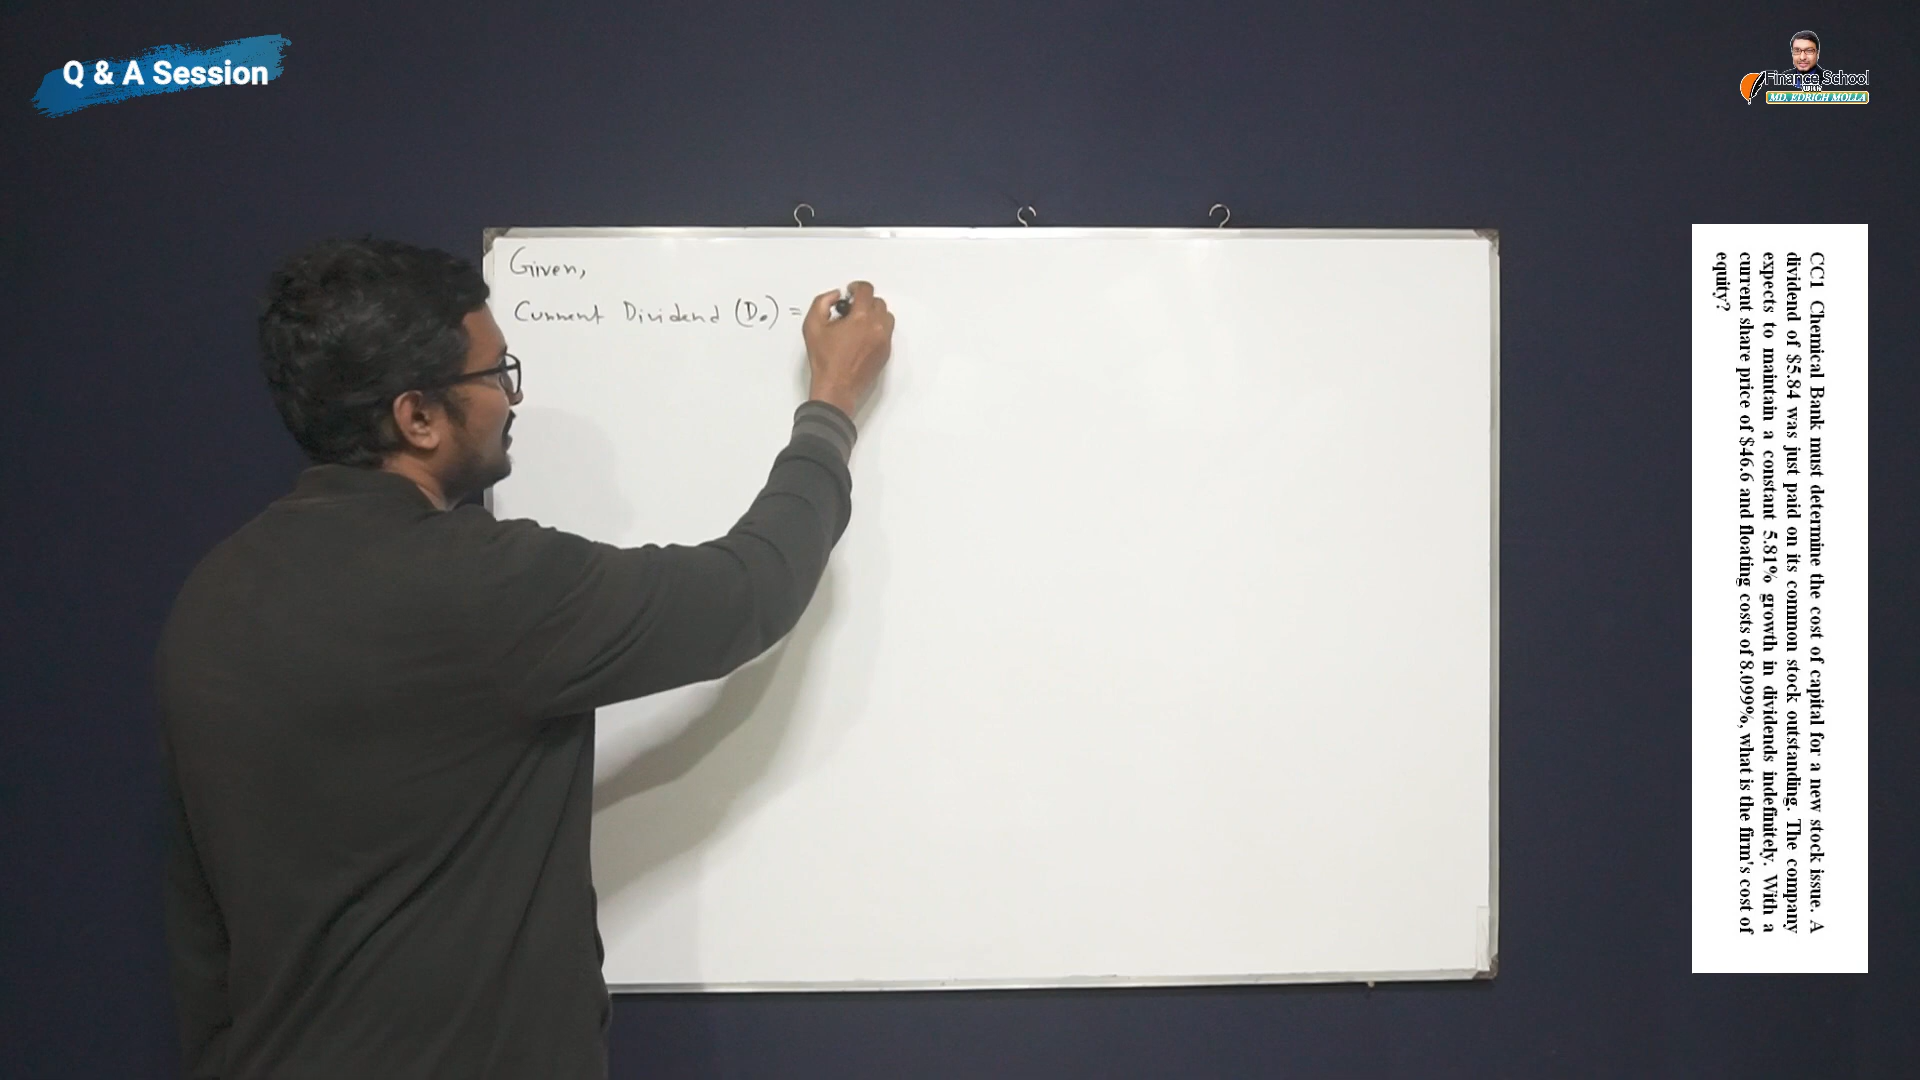 Q & A Session
Finance School
WITH
MD. EDRICH MOLLA
Given,
Current Dividend (D₀) =
CC1 Chemical Bank must determine the cost of capital for a new stock issue. A
dividend of $5.84 was just paid on its common stock outstanding. The company
expects to maintain a constant 5.81% growth in dividends indefinitely. With a
current share price of $46.6 and floating costs of 8.099%, what is the firm's cost of
equity?